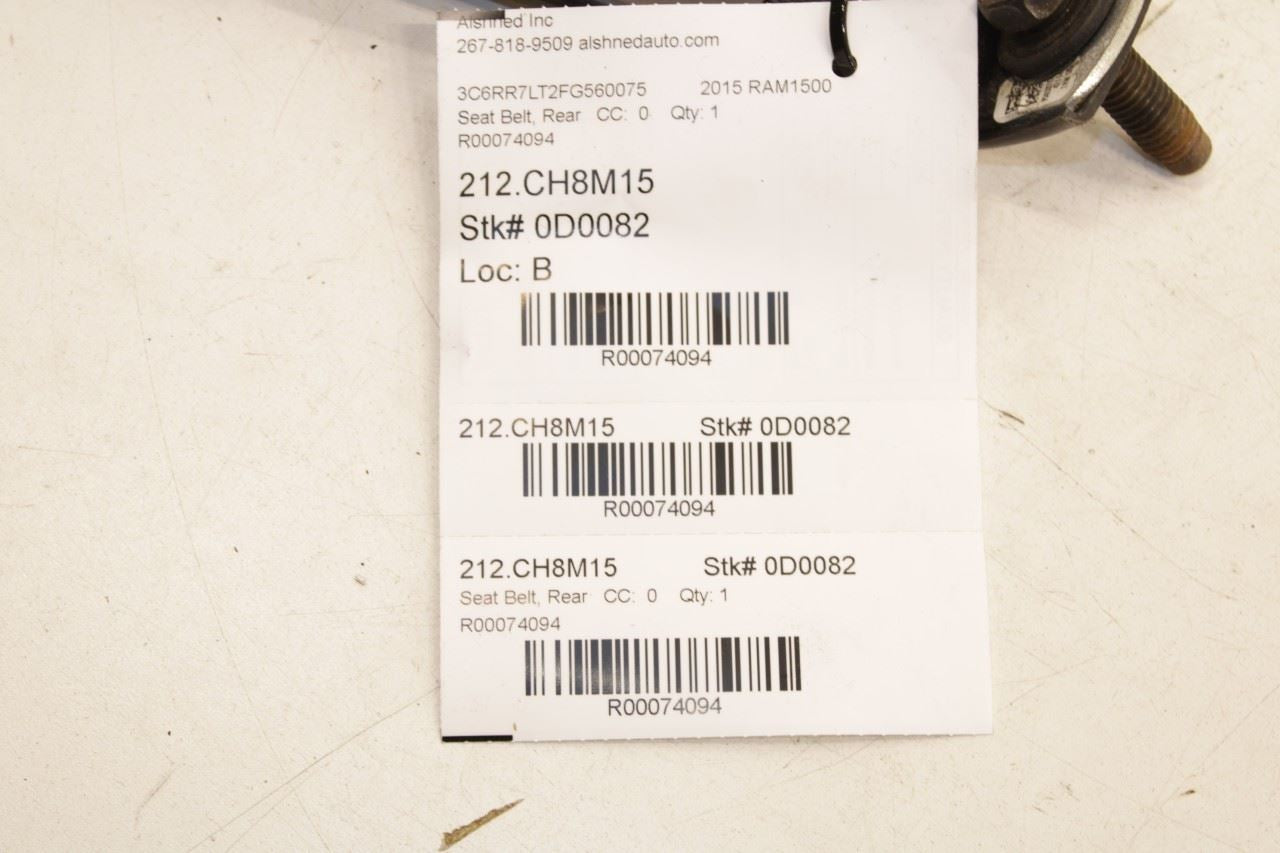 Alshned Inc
267-818-9509 alshnedauto.com
3C6RR7LT2FG560075 2015 RAM1500
Seat Belt, Rear CC: 0 Qty: 1
R00074094
212.CH8M15
Stk# 0D0082
Loc: B
R00074094
212.CH8M15 Stk# 0D0082
R00074094
212.CH8M15 Stk# 0D0082
Seat Belt, Rear CC: 0 Qty: 1
R00074094
R00074094